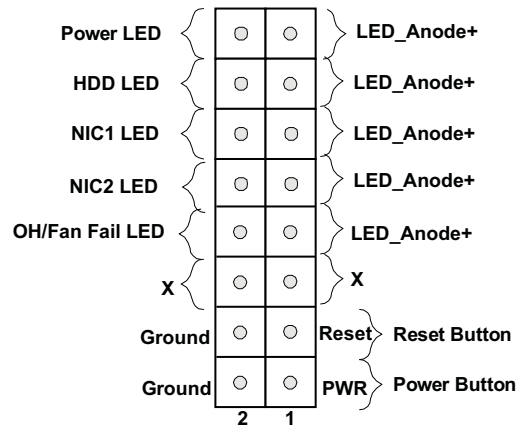 Power LED LED_Anode+
HDD LED LED_Anode+
NIC1 LED LED_Anode+
NIC2 LED LED_Anode+
OH/Fan Fail LED LED_Anode+
X X
Ground Reset Reset Button
Ground PWR Power Button
2 1